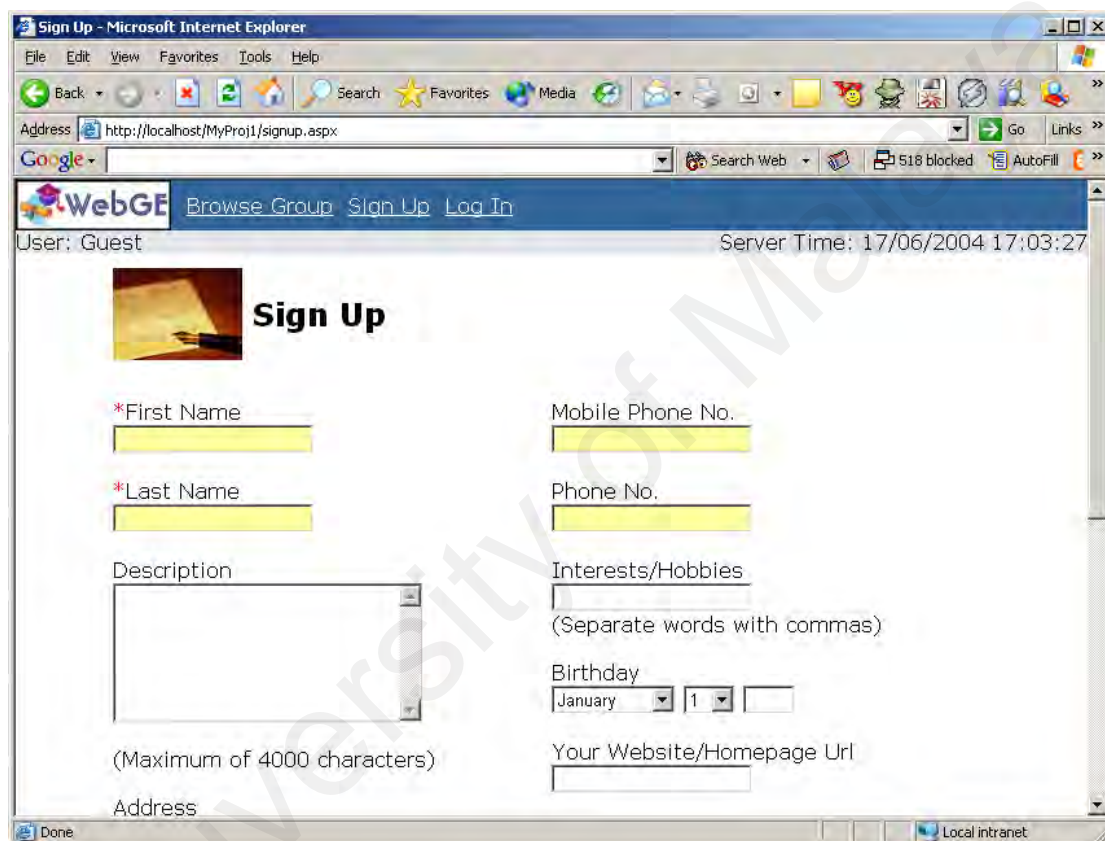 Sign Up - Microsoft Internet Explorer
File Edit View Favorites Tools Help
Back Search Favorites Media
Address http://localhost/MyProj1/signup.aspx Go Links »
Google Search Web 518 blocked AutoFill »
WebGE Browse Group Sign Up Log In
User: Guest Server Time: 17/06/2004 17:03:27
Sign Up
*First Name Mobile Phone No.
*Last Name Phone No.
Description Interests/Hobbies
(Separate words with commas)
Birthday
January 1
(Maximum of 4000 characters) Your Website/Homepage Url
Address
Done Local intranet
University of Malaya